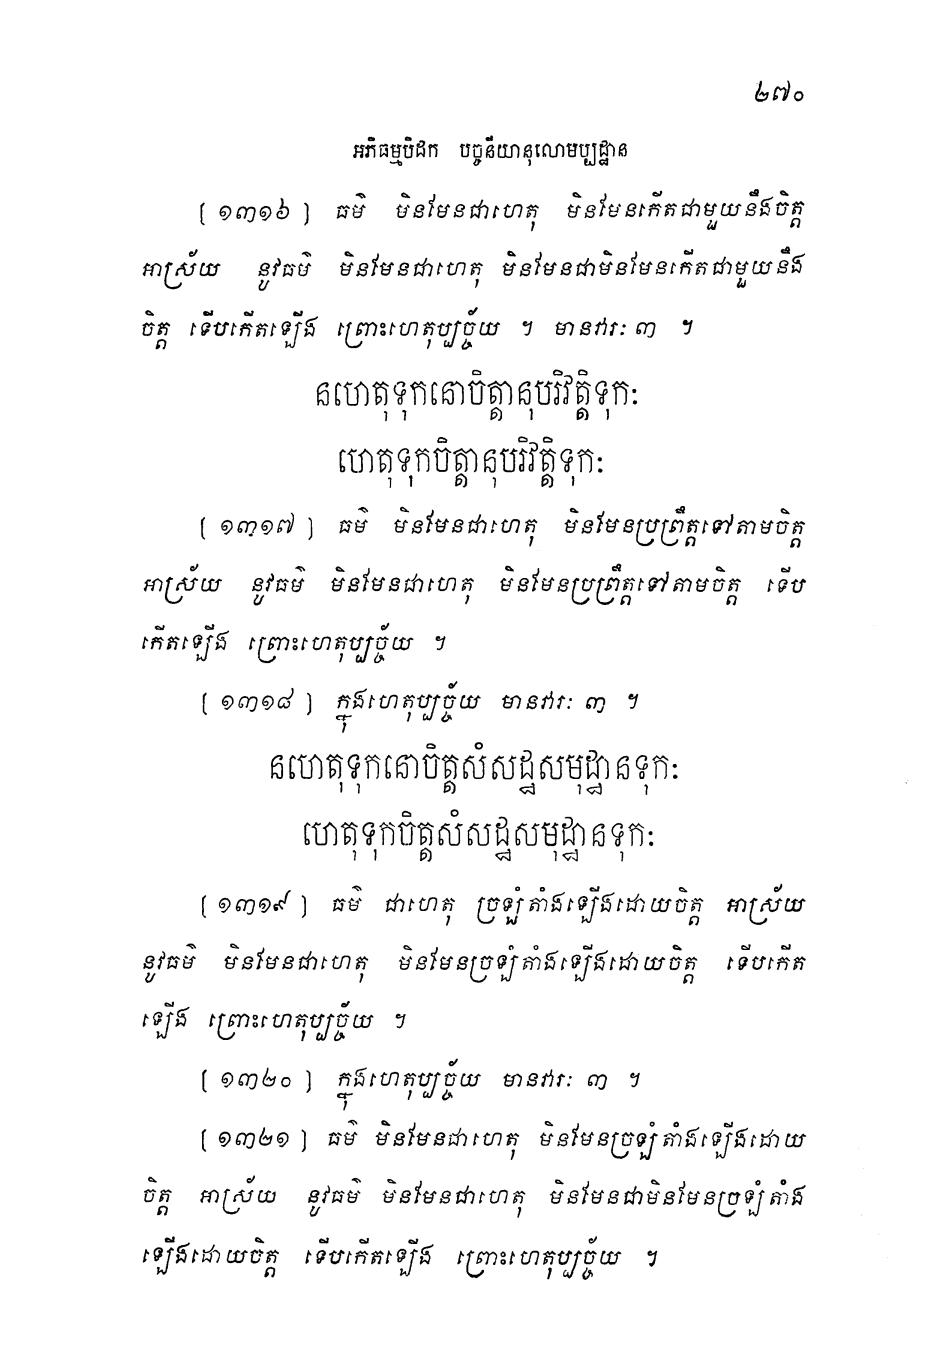 ២៧០
អភិធម្មបិដក បច្ចនីយានុលោមប្បដ្ឋាន
[ ១៣១៦ ] ធម៌ មិនមែនជាហេតុ មិនមែនកើតជាមួយនឹងចិត្ត
អាស្រ័យ នូវធម៌ មិនមែនជាហេតុ មិនមែនជាមិនមែនកើតជាមួយនឹង
ចិត្ត ទើបកើតឡើង ព្រោះហេតុប្បច្ច័យ ។ មានវារៈ ៣ ។
នហេតុទុកនោចិត្តានុបរិវត្តិទុកៈ
ហេតុទុកចិត្តានុបរិវត្តិទុកៈ
[ ១៣១៧ ] ធម៌ មិនមែនជាហេតុ មិនមែនប្រព្រឹត្តទៅតាមចិត្ត
អាស្រ័យ នូវធម៌ មិនមែនជាហេតុ មិនមែនប្រព្រឹត្តទៅតាមចិត្ត ទើប
កើតឡើង ព្រោះហេតុប្បច្ច័យ ។
[ ១៣១៨ ] ក្នុងហេតុប្បច្ច័យ មានវារៈ ៣ ។
នហេតុទុកនោចិត្តសំសដ្ឋសមុដ្ឋានទុកៈ
ហេតុទុកចិត្តសំសដ្ឋសមុដ្ឋានទុកៈ
[ ១៣១៩ ] ធម៌ ជាហេតុ ច្រឡំតាំងឡើងដោយចិត្ត អាស្រ័យ
នូវធម៌ មិនមែនជាហេតុ មិនមែនច្រឡំតាំងឡើងដោយចិត្ត ទើបកើត
ឡើង ព្រោះហេតុប្បច្ច័យ ។
[ ១៣២០ ] ក្នុងហេតុប្បច្ច័យ មានវារៈ ៣ ។
[ ១៣២១ ] ធម៌ មិនមែនជាហេតុ មិនមែនច្រឡំតាំងឡើងដោយ
ចិត្ត អាស្រ័យ នូវធម៌ មិនមែនជាហេតុ មិនមែនជាមិនមែនច្រឡំតាំង
ឡើងដោយចិត្ត ទើបកើតឡើង ព្រោះហេតុប្បច្ច័យ ។